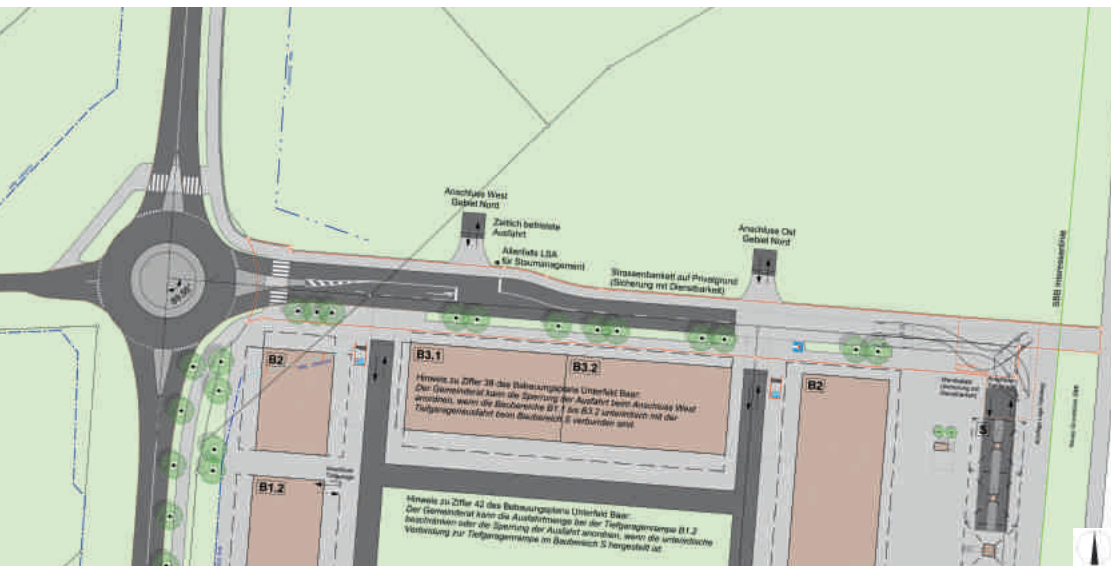 Anschluss West
Gebiet Nord
Zeitlich befristete
Ausfahrt
Allenfalls LSA
für Staumanagement
Anschluss Ost
Gebiet Nord
Strassenbankett auf Privatgrund
(Sicherung mit Dienstbarkeit)
SBB Interessenlinie
B2
B3.1
B3.2
Hinweis zu Ziffer 38 des Bebauungsplans Unterfeld Baar:
Der Gemeinderat kann die Sperrung der Ausfahrt beim Anschluss West
anordnen, wenn die Baubereiche B1.1 bis B3.2 unterirdisch mit der
Tiefgaragenausfahrt beim Baubereich S verbunden sind.
B2
S
B1.2
Hinweis zu Ziffer 42 des Bebauungsplans Unterfeld Baar:
Der Gemeinderat kann die Ausfahrtmenge bei der Tiefgaragenrampe B1.2
beschränken oder die Sperrung der Ausfahrt anordnen, wenn die unterirdische
Verbindung zur Tiefgaragenrampe im Baubereich S hergestellt ist